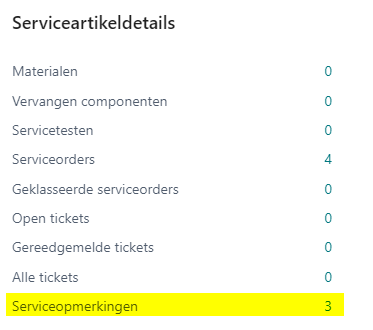 Serviceartikeldetails
Materialen 0
Vervangen componenten 0
Servicetesten 0
Serviceorders 4
Geklasseerde serviceorders 0
Open tickets 0
Gereedgemelde tickets 0
Alle tickets 0
Serviceopmerkingen 3